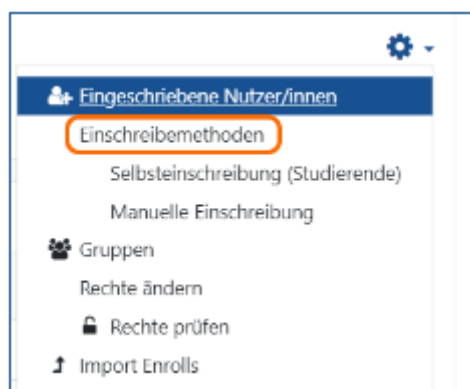 Eingeschriebene Nutzer/innen
Einschreibemethoden
Selbsteinschreibung (Studierende)
Manuelle Einschreibung
Gruppen
Rechte ändern
Rechte prüfen
Import Enrolls